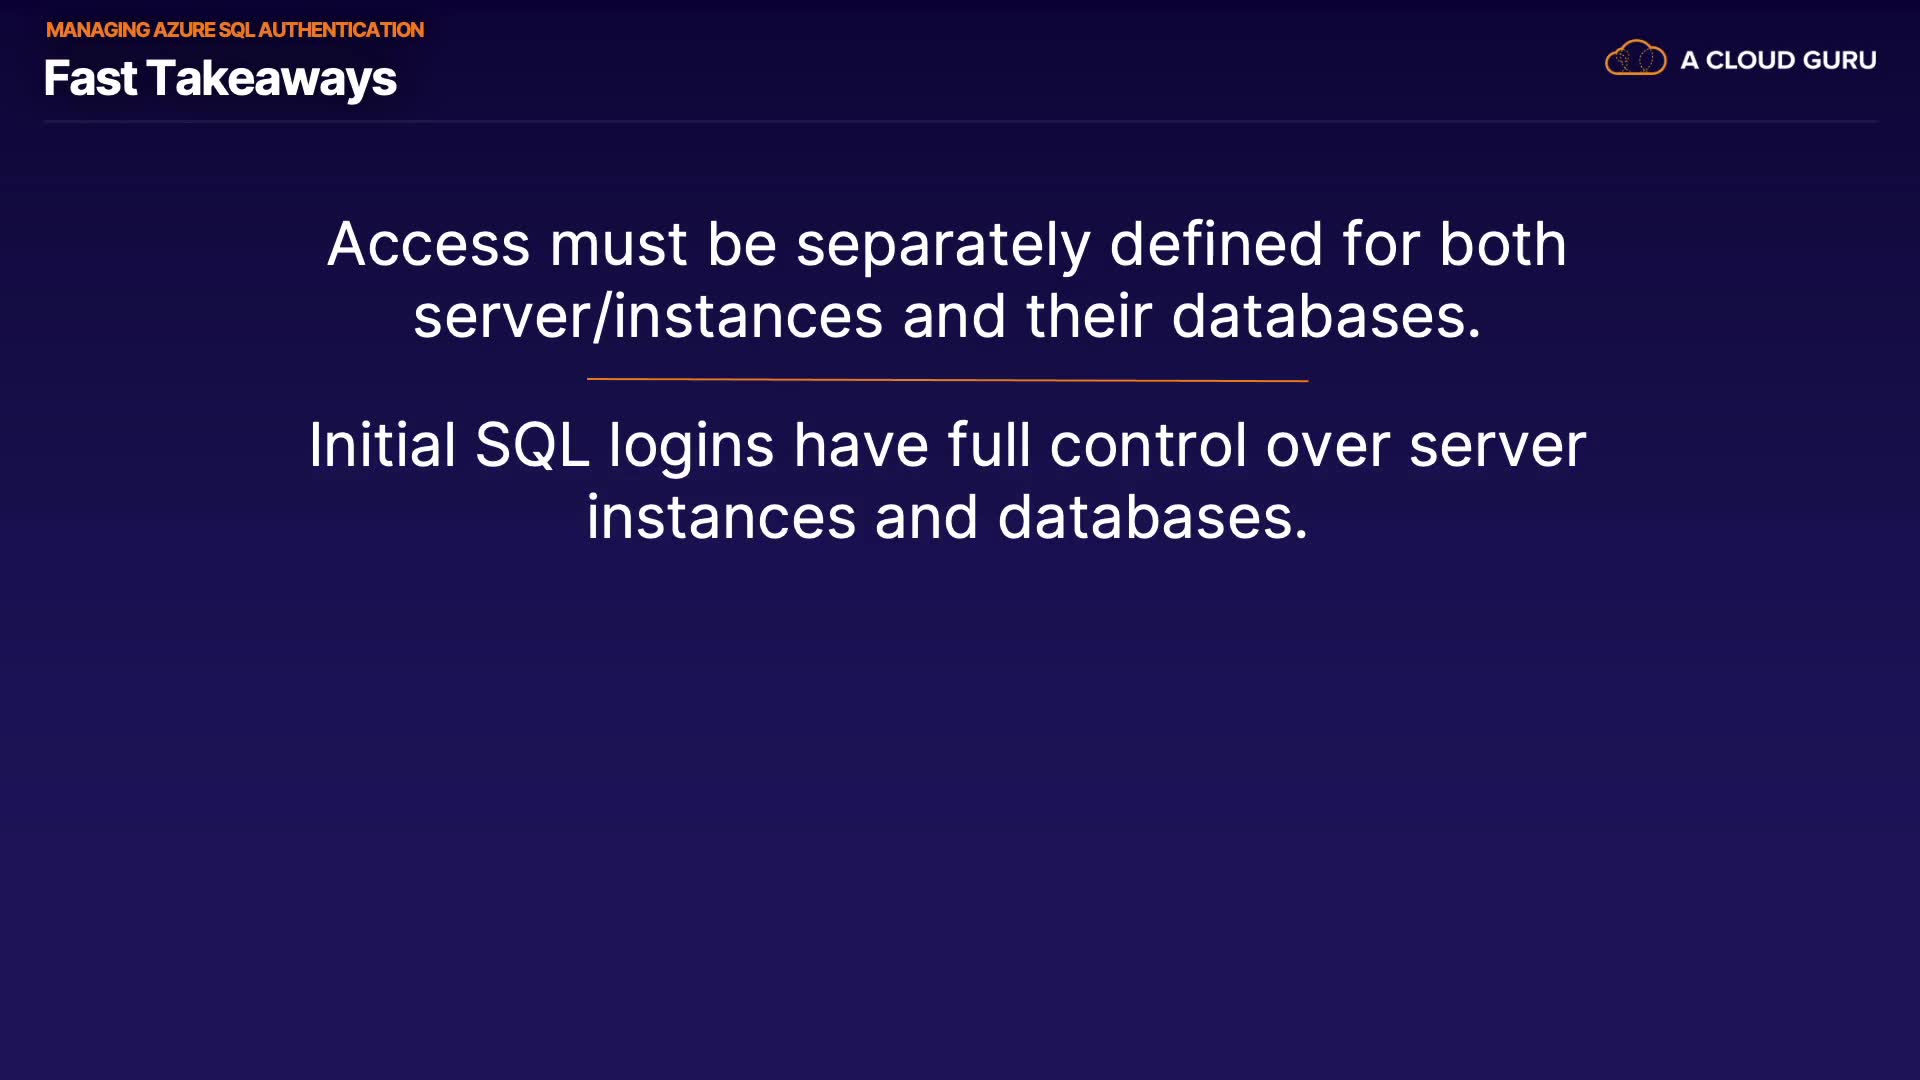 MANAGING AZURE SQL AUTHENTICATION
Fast Takeaways
A CLOUD GURU
Access must be separately defined for both
server/instances and their databases.
Initial SQL logins have full control over server
instances and databases.